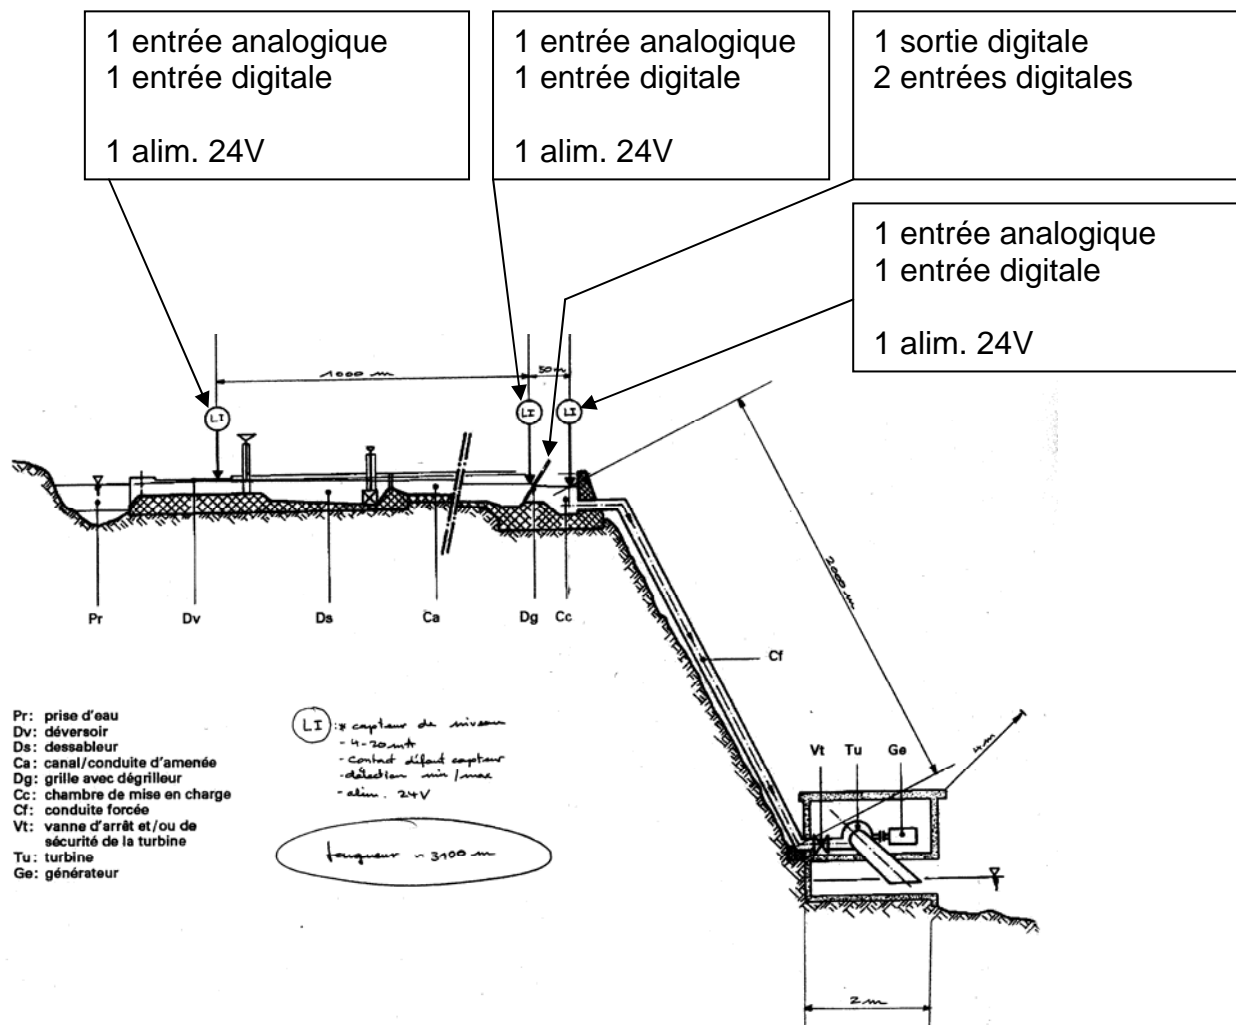 1 entrée analogique
1 entrée digitale
1 alim. 24V
1 entrée analogique
1 entrée digitale
1 alim. 24V
1 sortie digitale
2 entrées digitales
1 entrée analogique
1 entrée digitale
1 alim. 24V
1000 m
50 m
LI
LI
LI
2000 m
Pr
Dv
Ds
Ca
Dg
Cc
Cf
Pr: prise d'eau
Dv: déversoir
Ds: dessableur
Ca: canal/conduite d'amenée
Dg: grille avec dégrilleur
Cc: chambre de mise en charge
Cf: conduite forcée
Vt: vanne d'arrêt et/ou de
sécurité de la turbine
Tu: turbine
Ge: générateur
LI : * capteur de niveau
- 4-20 mA
- contact défaut capteur
- détection min / max
- alim. 24V
longueur ~ 3100 m
Vt
Tu
Ge
4 m
2 m